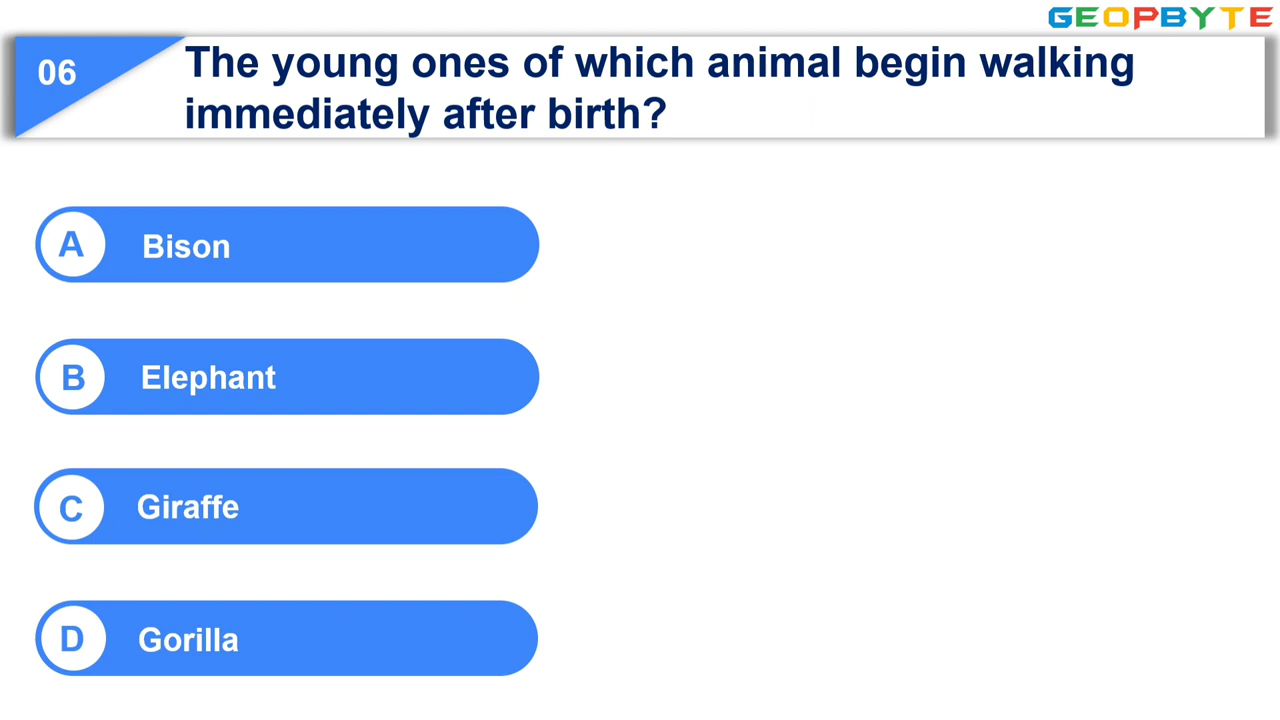 GEOPBYTE
06
The young ones of which animal begin walking
immediately after birth?
A Bison
B Elephant
C Giraffe
D Gorilla